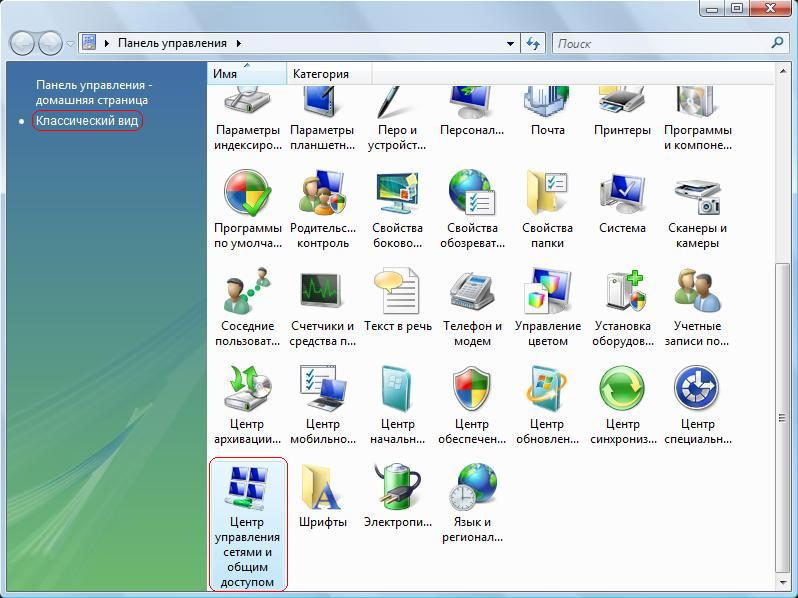 Панель управления
Поиск
Панель управления -
домашняя страница
Классический вид
Имя
Категория
Параметры
индексиро...
Параметры
планшетн...
Перо и
устройст...
Персонал...
Почта
Принтеры
Программы
и компоне...
Программы
по умолча...
Родительс...
контроль
Свойства
боково...
Свойства
обозреват...
Свойства
папки
Система
Сканеры и
камеры
Соседние
пользоват...
Счетчики и
средства п...
Текст в речь
Телефон и
модем
Управление
цветом
Установка
оборудов...
Учетные
записи по...
Центр
архивации...
Центр
мобильно...
Центр
начальн...
Центр
обеспечен...
Центр
обновлен...
Центр
синхрониз...
Центр
специальн...
Центр
управления
сетями и
общим
доступом
Шрифты
Электропи...
Язык и
регионал...